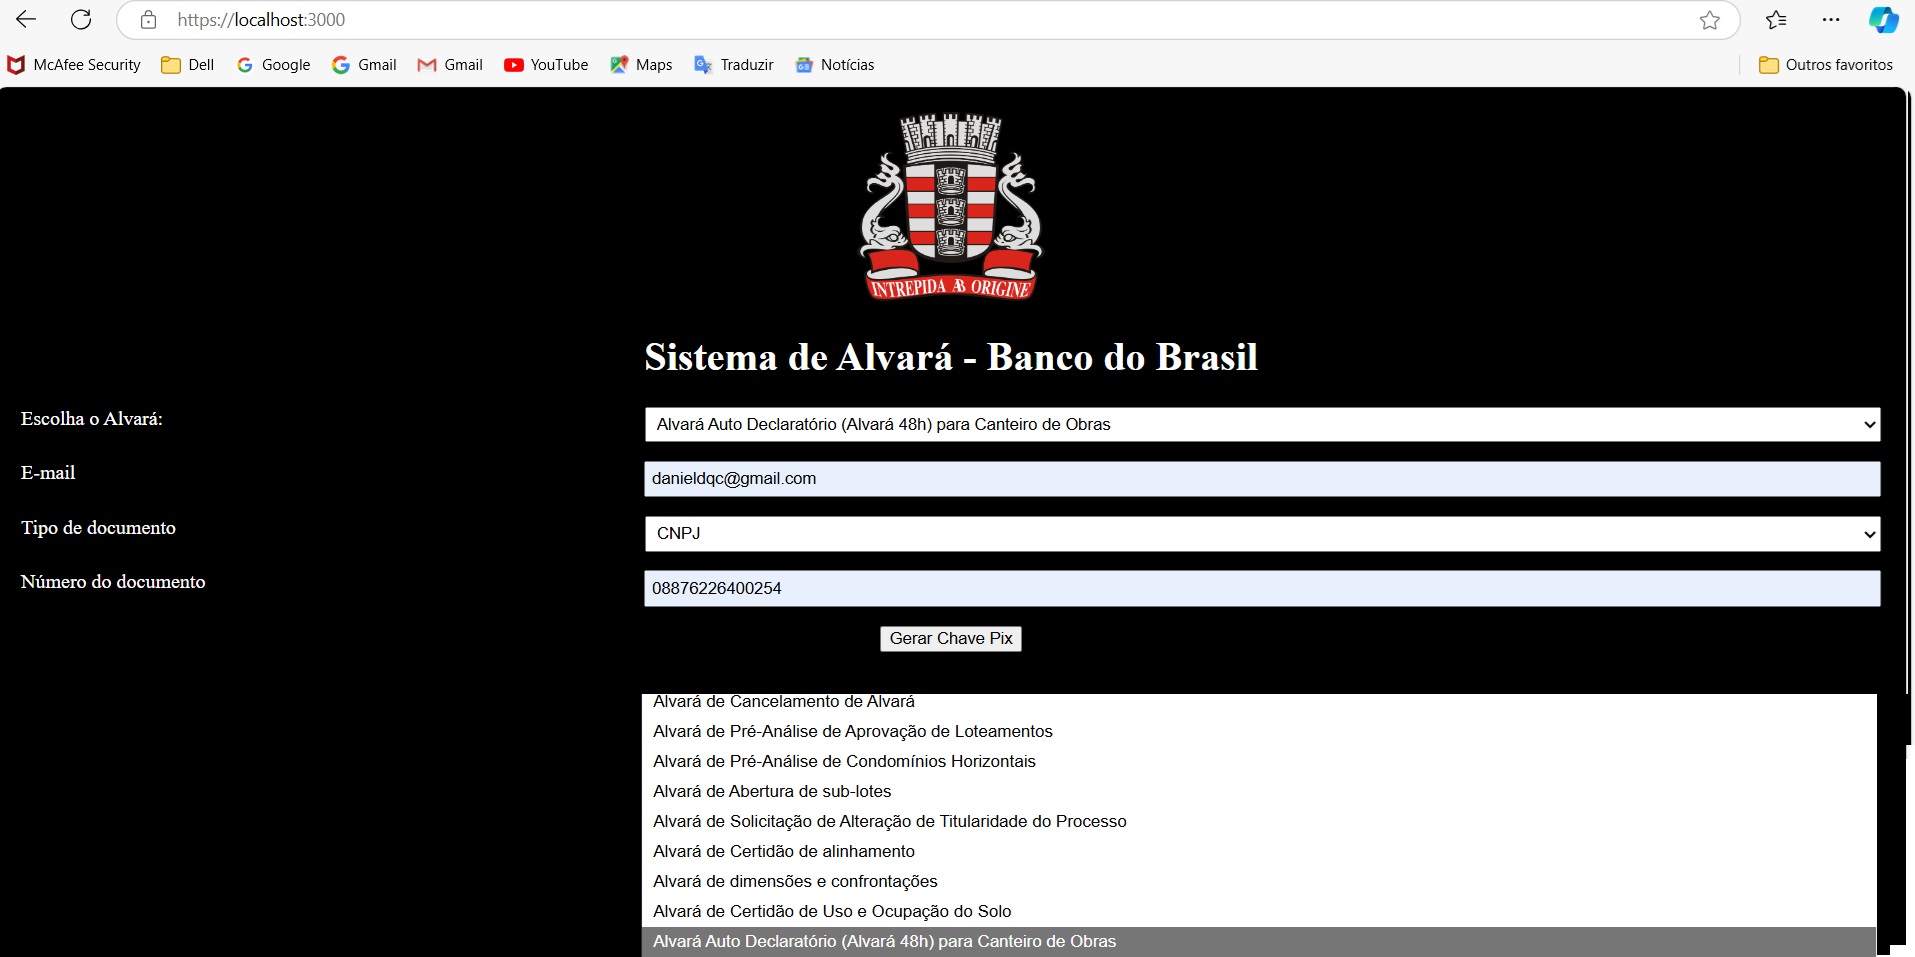 https://localhost:3000
McAfee Security Dell Google Gmail Gmail YouTube Maps Traduzir Notícias Outros favoritos
INTREPIDA AB ORIGINE
Sistema de Alvará - Banco do Brasil
Escolha o Alvará: Alvará Auto Declaratório (Alvará 48h) para Canteiro de Obras
E-mail danieldqc@gmail.com
Tipo de documento CNPJ
Número do documento 08876226400254
Gerar Chave Pix
Alvará de Cancelamento de Alvará
Alvará de Pré-Análise de Aprovação de Loteamentos
Alvará de Pré-Análise de Condomínios Horizontais
Alvará de Abertura de sub-lotes
Alvará de Solicitação de Alteração de Titularidade do Processo
Alvará de Certidão de alinhamento
Alvará de dimensões e confrontações
Alvará de Certidão de Uso e Ocupação do Solo
Alvará Auto Declaratório (Alvará 48h) para Canteiro de Obras